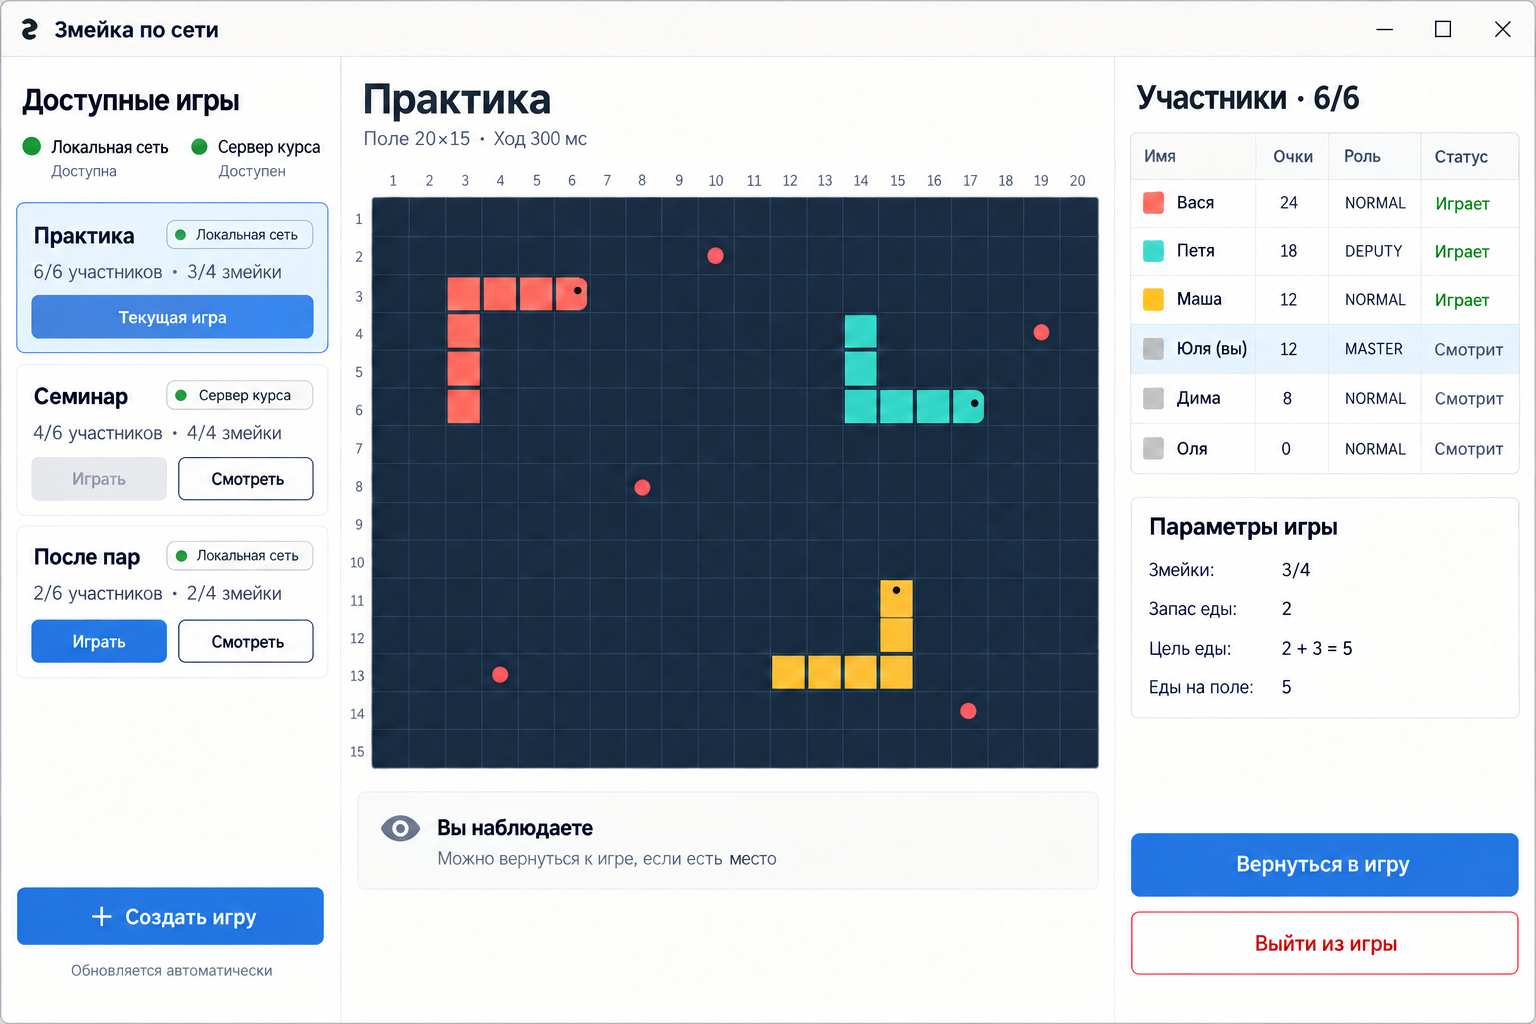 Змейка по сети
Доступные игры
Локальная сеть
Доступна
Сервер курса
Доступен
Практика
Локальная сеть
6/6 участников • 3/4 змейки
Текущая игра
Семинар
Сервер курса
4/6 участников • 4/4 змейки
Играть
Смотреть
После пар
Локальная сеть
2/6 участников • 2/4 змейки
Играть
Смотреть
+ Создать игру
Обновляется автоматически
Практика
Поле 20×15 • Ход 300 мс
1 2 3 4 5 6 7 8 9 10 11 12 13 14 15 16 17 18 19 20
1
2
3
4
5
6
7
8
9
10
11
12
13
14
15
Вы наблюдаете
Можно вернуться к игре, если есть место
Участники · 6/6
Имя Очки Роль Статус
Вася 24 NORMAL Играет
Петя 18 DEPUTY Играет
Маша 12 NORMAL Играет
Юля (вы) 12 MASTER Смотрит
Дима 8 NORMAL Смотрит
Оля 0 NORMAL Смотрит
Параметры игры
Змейки: 3/4
Запас еды: 2
Цель еды: 2 + 3 = 5
Еды на поле: 5
Вернуться в игру
Выйти из игры